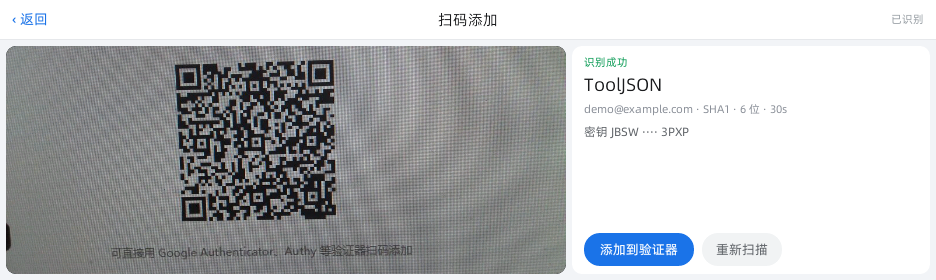 ‹ 返回
扫码添加
已识别
可直接用 Google Authenticator、Authy 等验证器扫码添加
识别成功
ToolJSON
demo@example.com · SHA1 · 6 位 · 30s
密钥 JBSW ···· 3PXP
添加到验证器
重新扫描